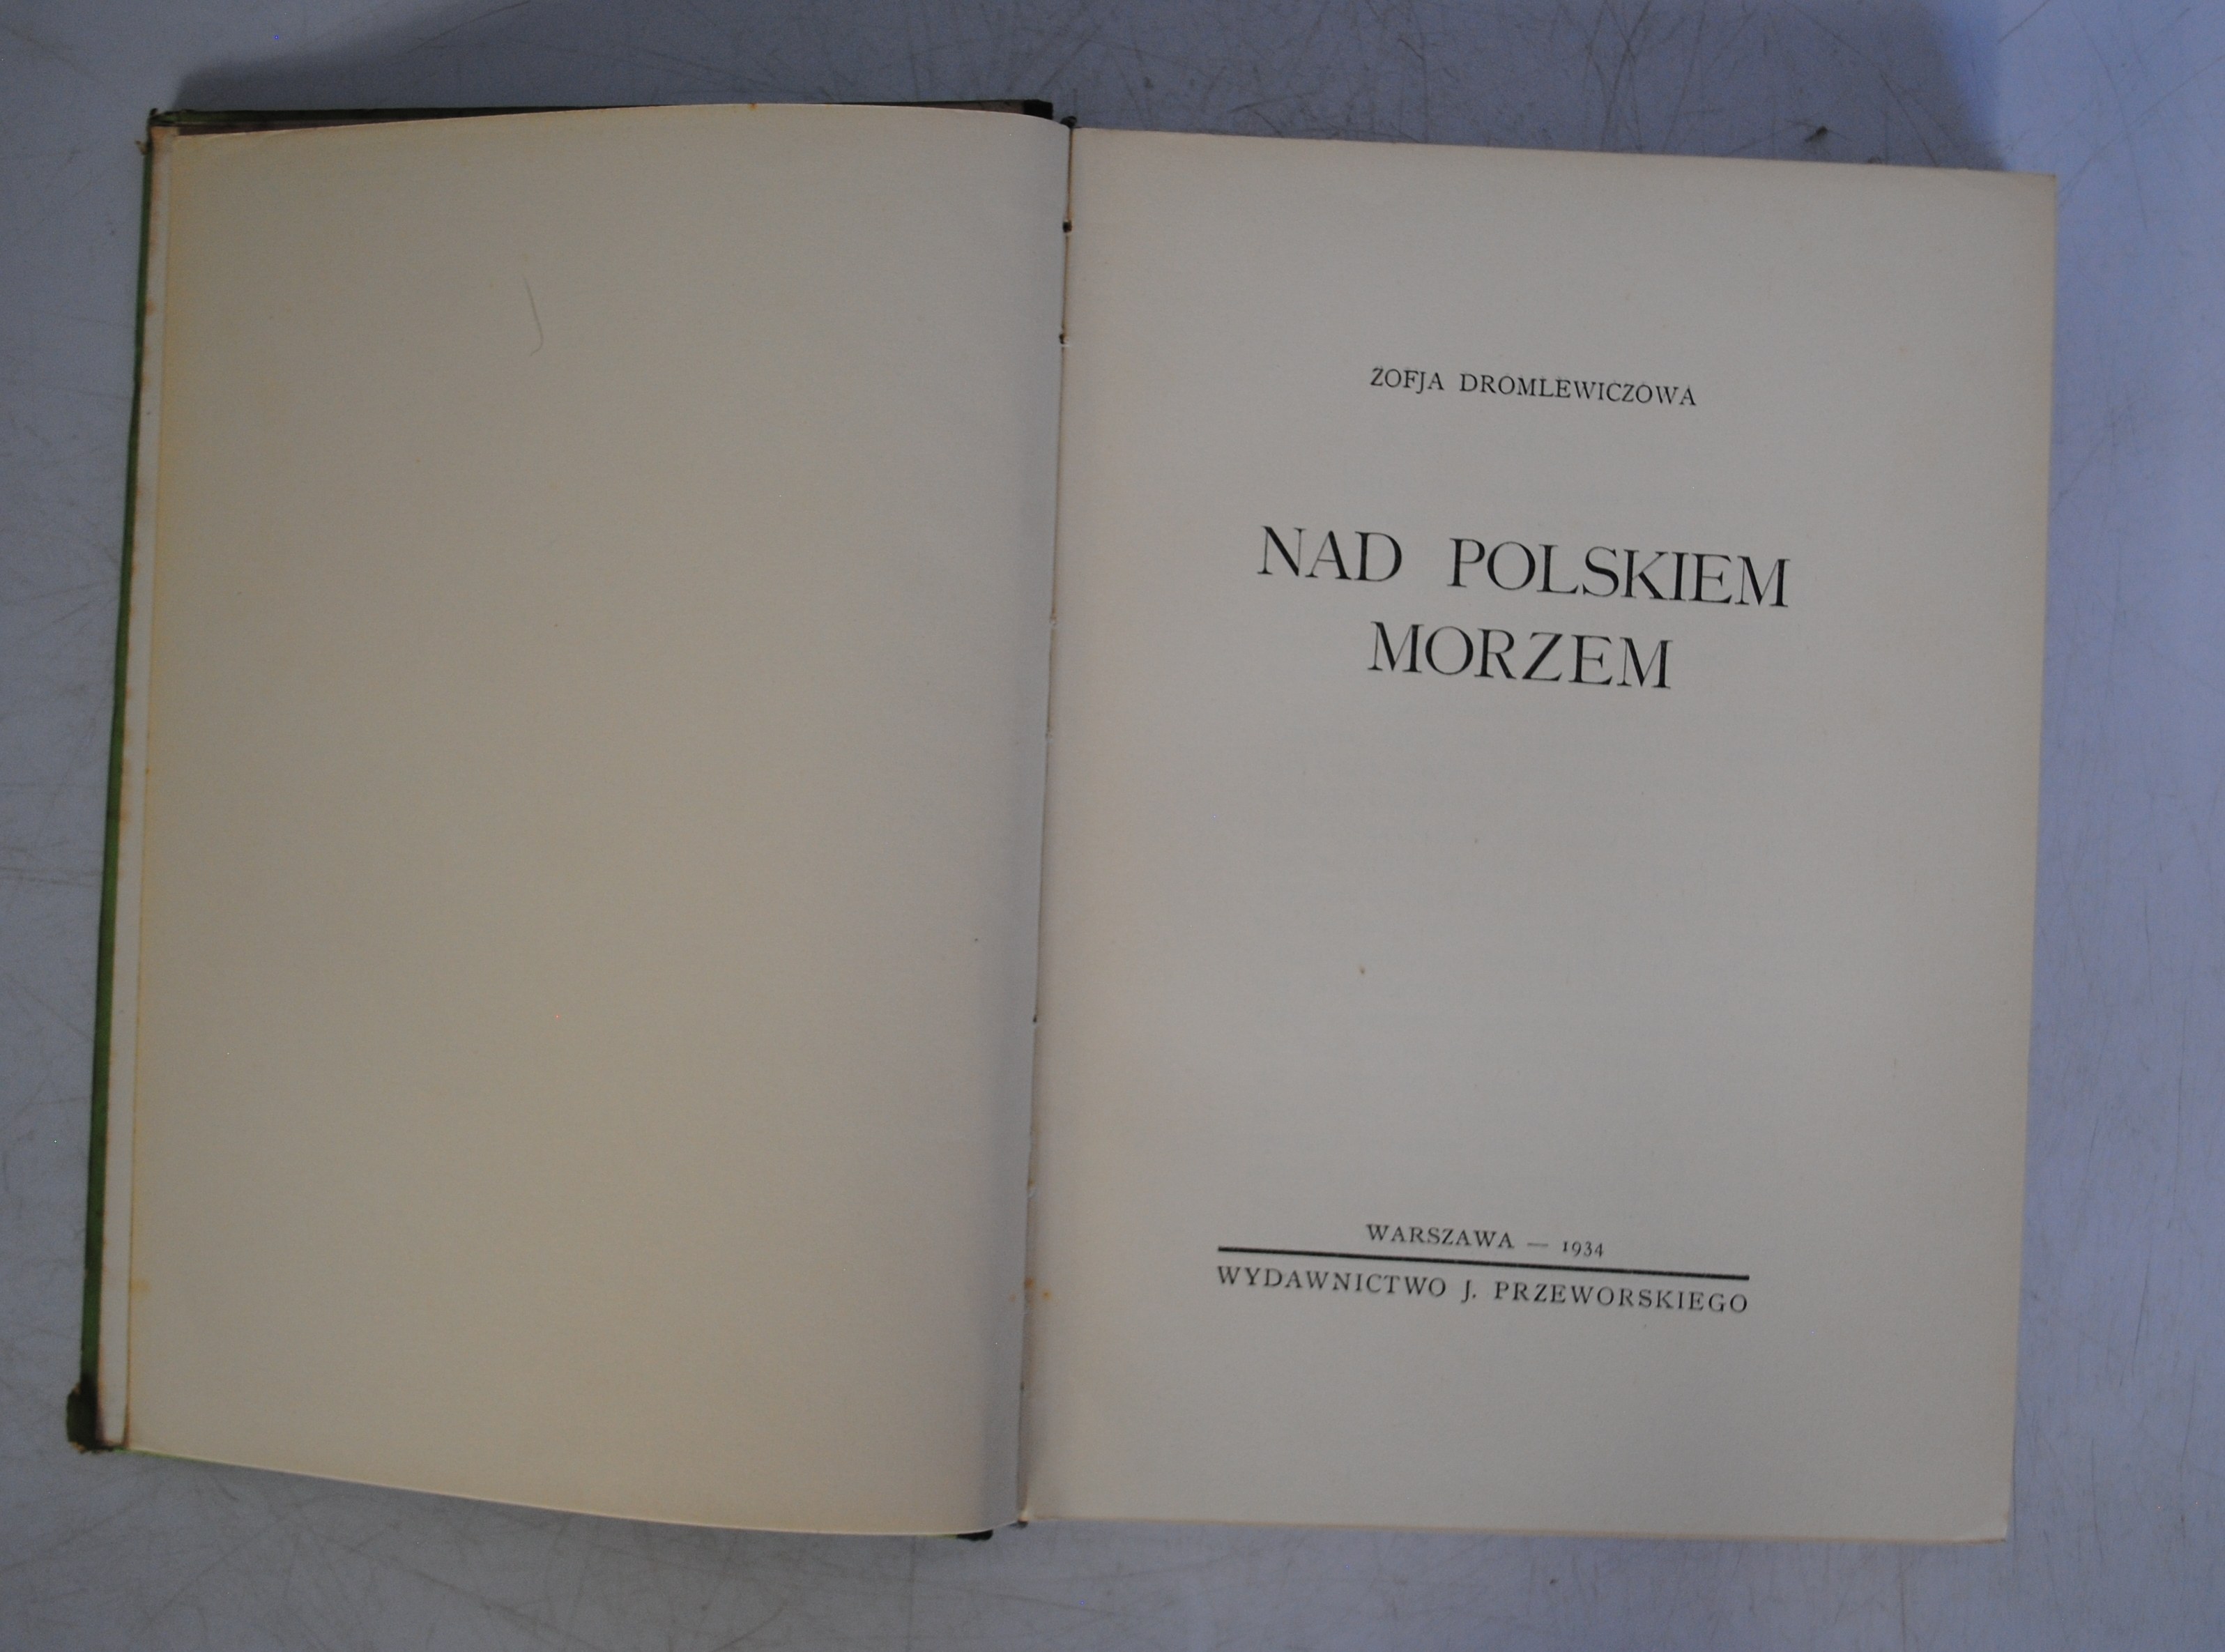 ZOFJA DROMLEWICZOWA
NAD POLSKIEM
MORZEM
WARSZAWA — 1934
WYDAWNICTWO J. PRZEWORSKIEGO